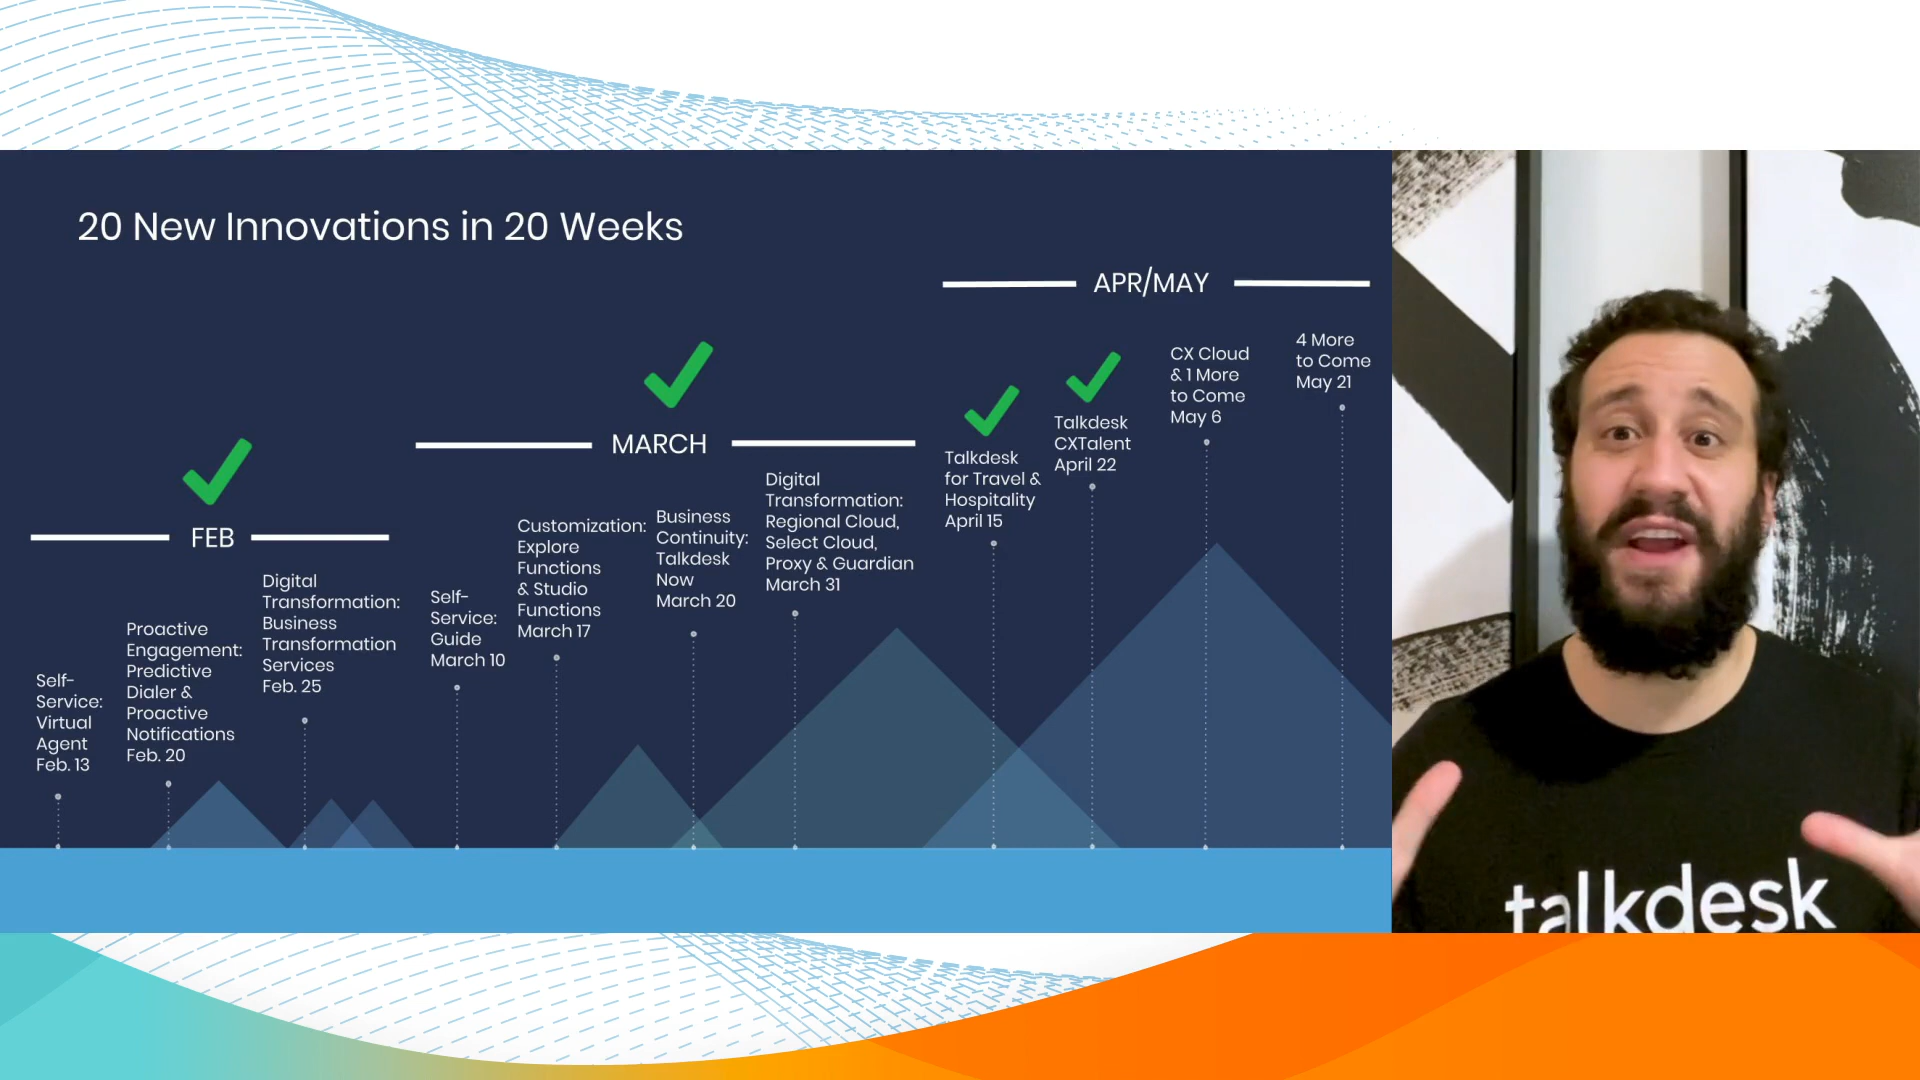 20 New Innovations in 20 Weeks
FEB
Self-
Service:
Virtual
Agent
Feb. 13
Proactive
Engagement:
Predictive
Dialer &
Proactive
Notifications
Feb. 20
Digital
Transformation:
Business
Transformation
Services
Feb. 25
MARCH
Self-
Service:
Guide
March 10
Customization:
Explore
Functions
& Studio
Functions
March 17
Business
Continuity:
Talkdesk
Now
March 20
Digital
Transformation:
Regional Cloud,
Select Cloud,
Proxy & Guardian
March 31
APR/MAY
Talkdesk
for Travel &
Hospitality
April 15
Talkdesk
CXTalent
April 22
CX Cloud
& 1 More
to Come
May 6
4 More
to Come
May 21
talkdesk